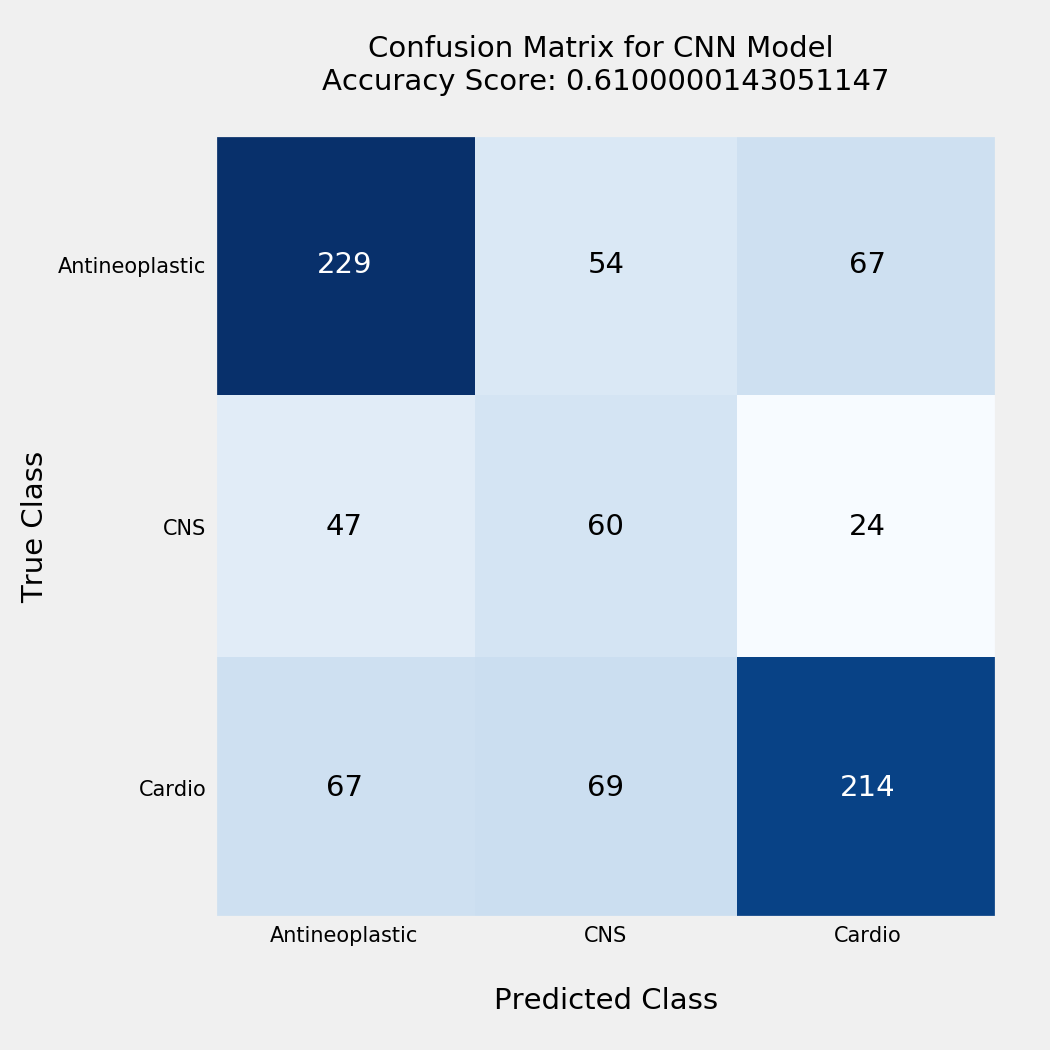 Confusion Matrix for CNN Model
Accuracy Score: 0.6100000143051147
True Class
Antineoplastic 229 54 67
CNS 47 60 24
Cardio 67 69 214
Antineoplastic CNS Cardio
Predicted Class